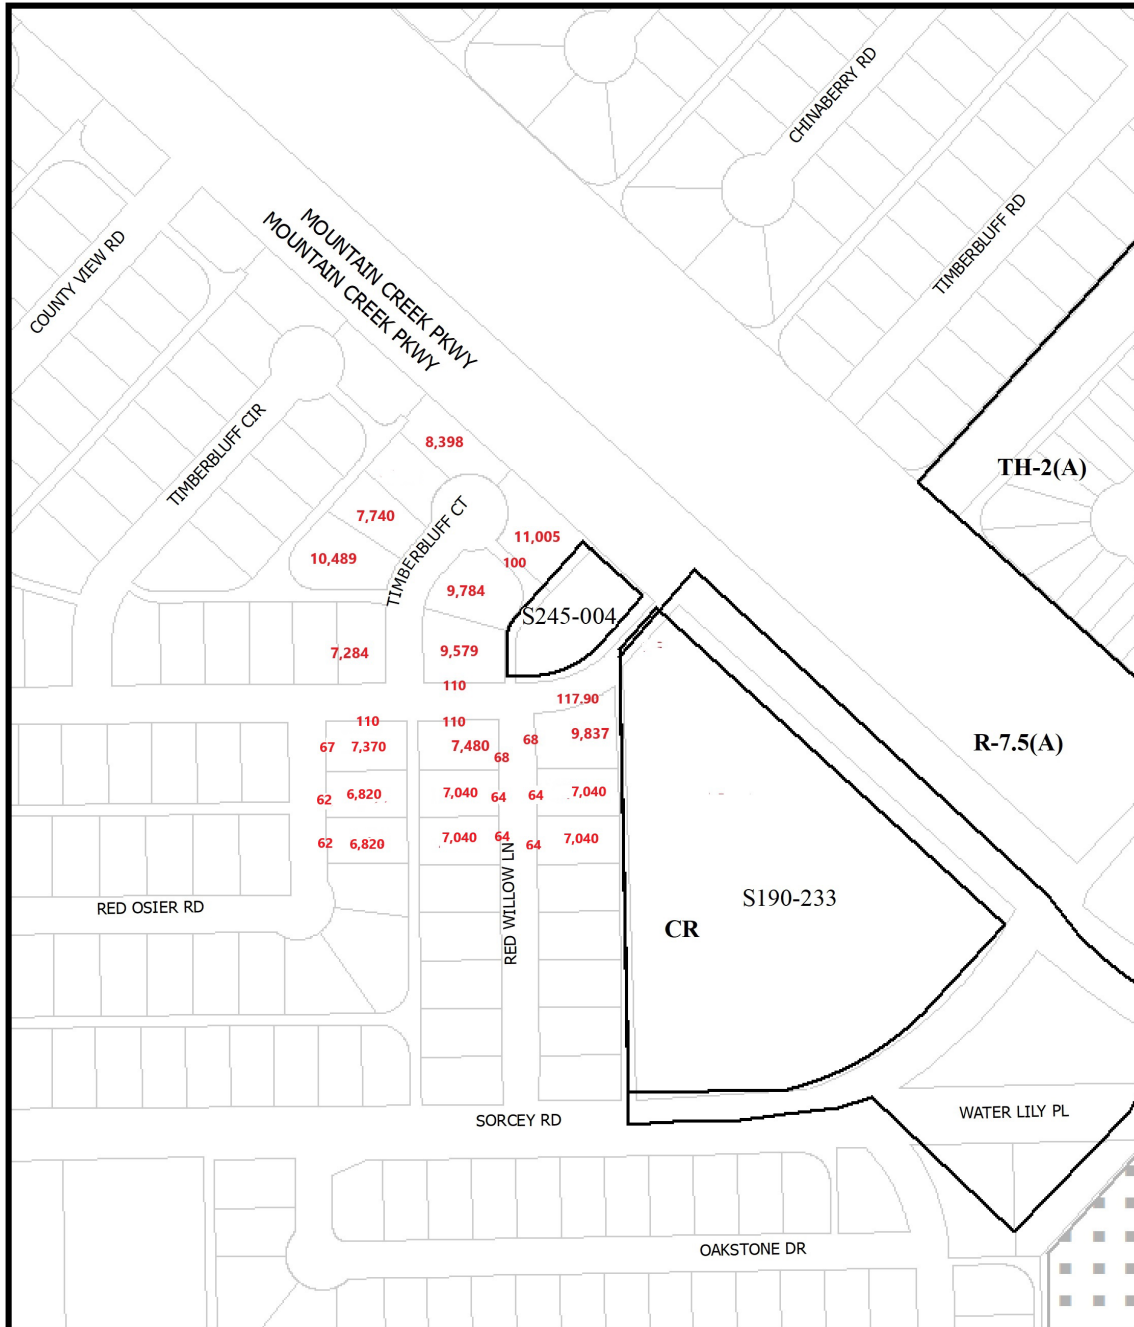 CHINABERRY RD
TIMBERBLUFF RD
COUNTY VIEW RD
MOUNTAIN CREEK PKWY
MOUNTAIN CREEK PKWY
TIMBERBLUFF CIR
8,398
TH-2(A)
7,740
TIMBERBLUFF CT
11,005
10,489
100
9,784
S245-004
7,284
9,579
110
117.90
110
110
67
7,370
7,480
68
68
9,837
R-7.5(A)
62
6,820
7,040
64
64
7,040
62
6,820
7,040
64
64
7,040
RED WILLOW LN
S190-233
RED OSIER RD
CR
SORCEY RD
WATER LILY PL
OAKSTONE DR